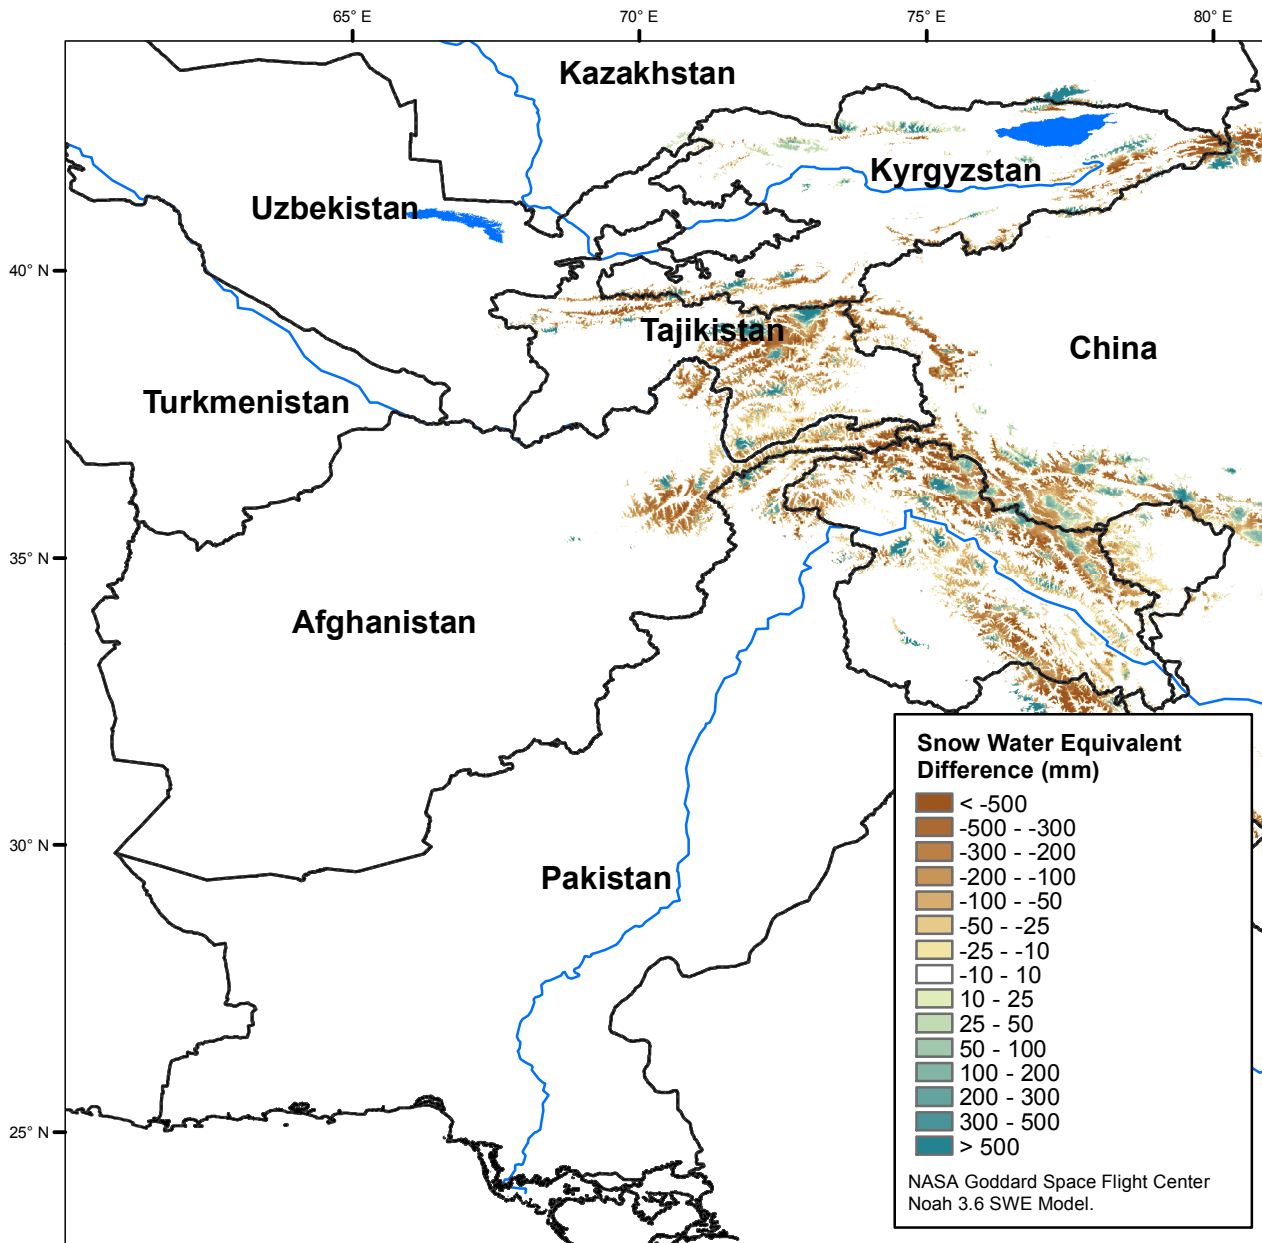 65° E
70° E
75° E
80° E
Kazakhstan
Kyrgyzstan
Uzbekistan
40° N
Tajikistan
China
Turkmenistan
35° N
Afghanistan
30° N
Pakistan
25° N
Snow Water Equivalent
Difference (mm)
< -500
-500 - -300
-300 - -200
-200 - -100
-100 - -50
-50 - -25
-25 - -10
-10 - 10
10 - 25
25 - 50
50 - 100
100 - 200
200 - 300
300 - 500
> 500
NASA Goddard Space Flight Center
Noah 3.6 SWE Model.